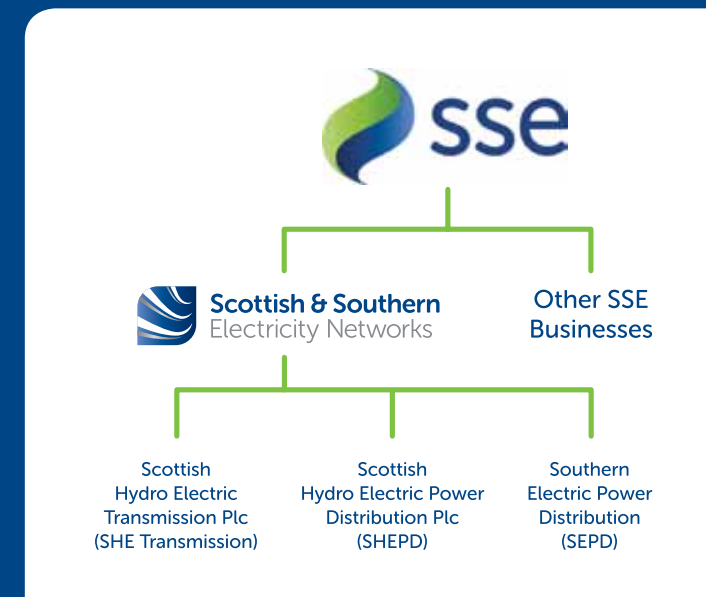 sse
Scottish & Southern
Electricity Networks
Other SSE
Businesses
Scottish
Hydro Electric
Transmission Plc
(SHE Transmission)
Scottish
Hydro Electric Power
Distribution Plc
(SHEPD)
Southern
Electric Power
Distribution
(SEPD)